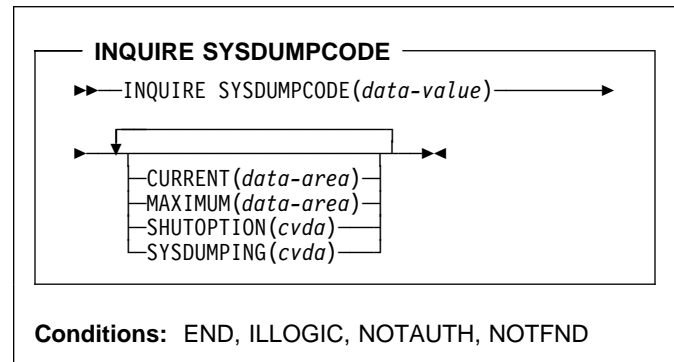 INQUIRE SYSDUMPCODE
INQUIRE SYSDUMPCODE(data-value)
CURRENT(data-area)
MAXIMUM(data-area)
SHUTOPTION(cvda)
SYSDUMPING(cvda)
Conditions: END, ILLOGIC, NOTAUTH, NOTFND